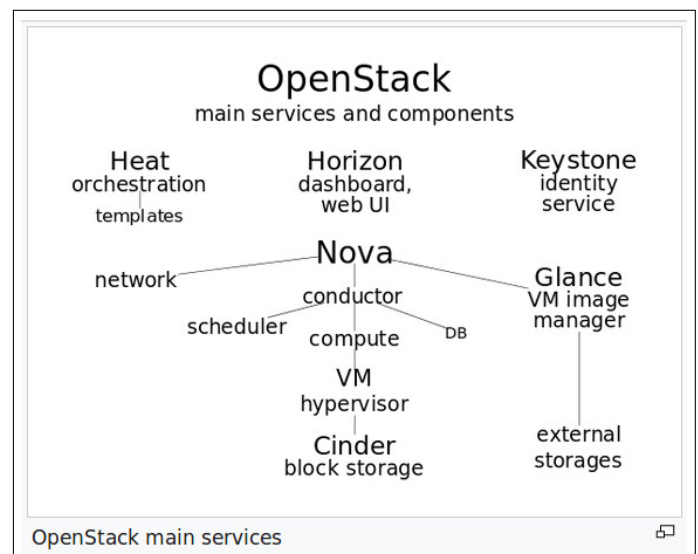 OpenStack
main services and components
Heat
orchestration
templates
Horizon
dashboard,
web UI
Keystone
identity
service
Nova
network
conductor
scheduler
compute
DB
VM
hypervisor
Cinder
block storage
Glance
VM image
manager
external
storages
OpenStack main services